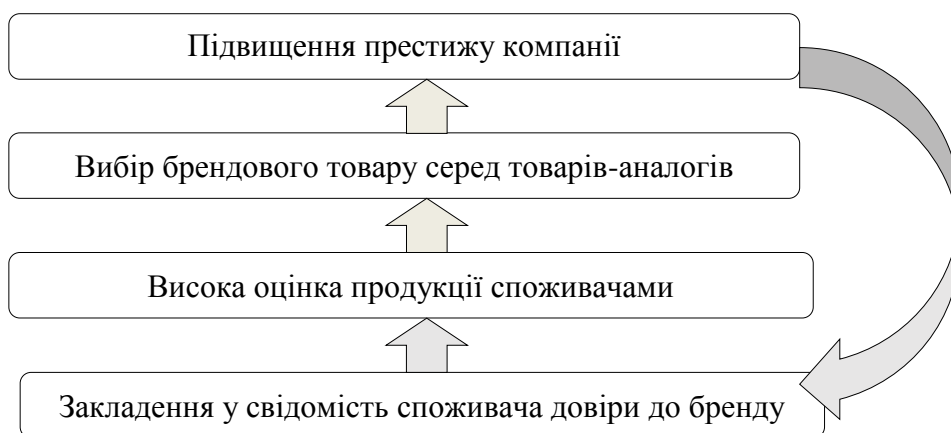 Підвищення престижу компанії
Вибір брендового товару серед товарів-аналогів
Висока оцінка продукції споживачами
Закладення у свідомість споживача довіри до бренду